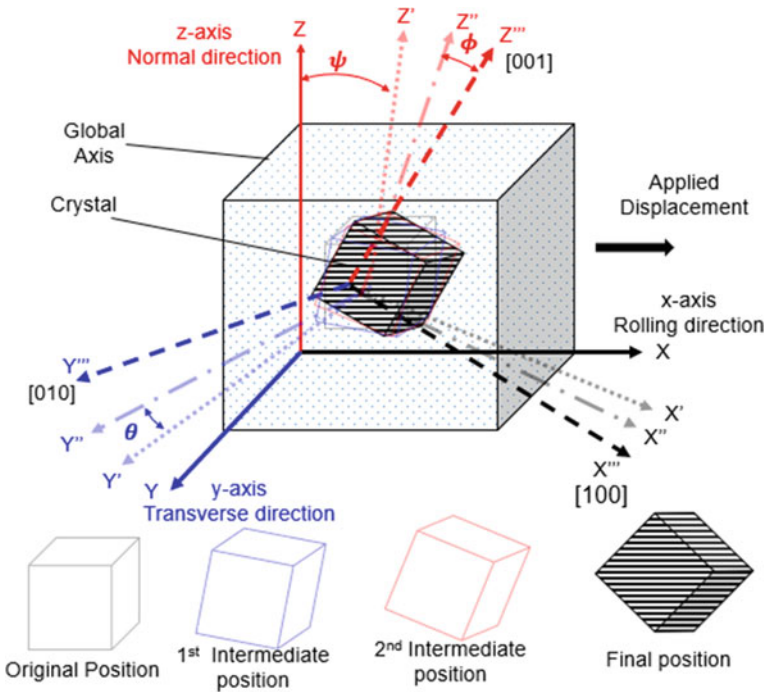 z-axis
Normal direction
Z
Z'
Z''
Z'''
ψ
ϕ
[001]
Global
Axis
Crystal
Applied
Displacement
x-axis
Rolling direction
X
Y'''
[010]
Y''
θ
Y'
Y
y-axis
Transverse direction
X'
X''
X'''
[100]
Original Position
1st Intermediate
position
2nd Intermediate
position
Final position